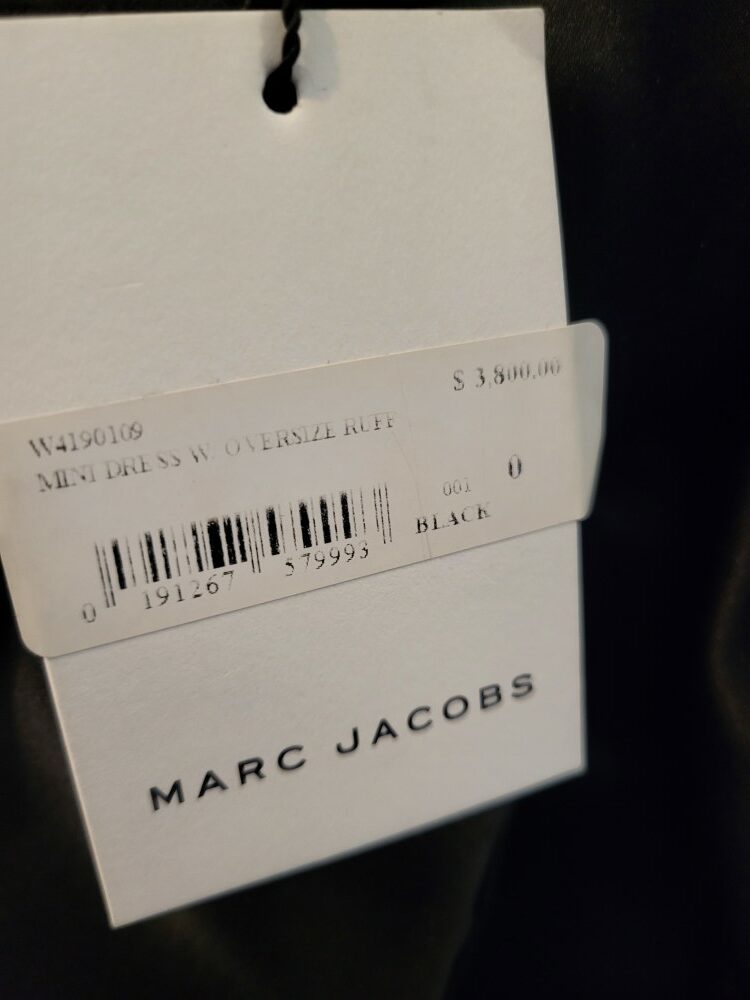 $ 3,800.00
W4190109
MINI DRESS W. OVERSIZE RUFF
001 0
BLACK
0 191267 579993
MARC JACOBS